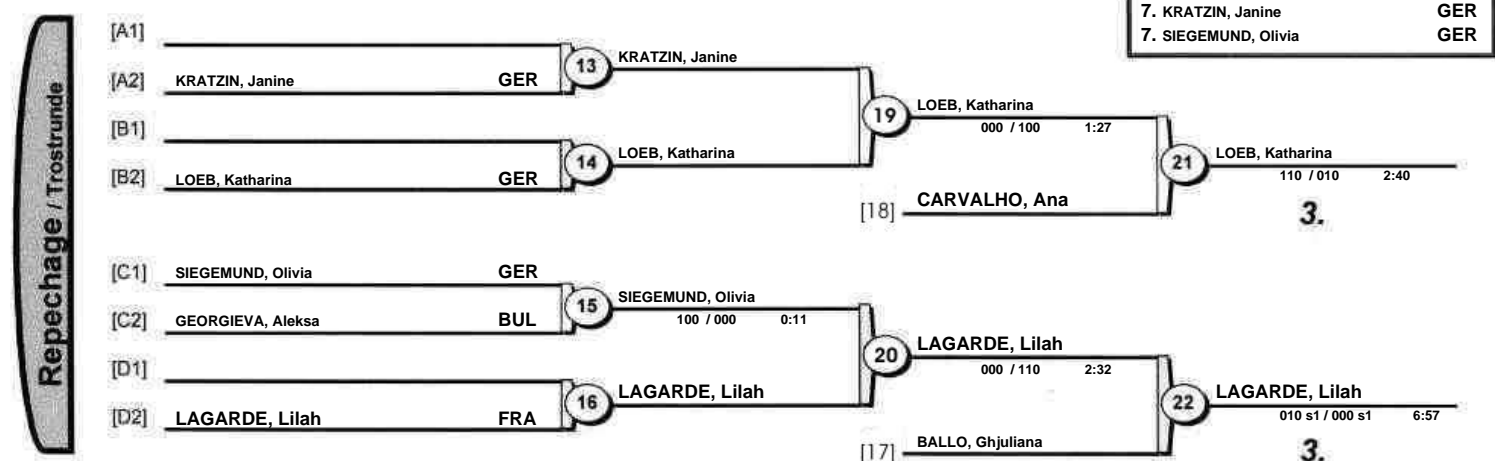 7. KRATZIN, Janine GER
7. SIEGEMUND, Olivia GER
Repechage / Trostrunde
[A1]
[A2] KRATZIN, Janine GER
13 KRATZIN, Janine
[B1]
[B2] LOEB, Katharina GER
14 LOEB, Katharina
19 LOEB, Katharina
000 / 100 1:27
[18] CARVALHO, Ana
21 LOEB, Katharina
110 / 010 2:40
3.
[C1] SIEGEMUND, Olivia GER
[C2] GEORGIEVA, Aleksa BUL
15 SIEGEMUND, Olivia
100 / 000 0:11
[D1]
[D2] LAGARDE, Lilah FRA
16 LAGARDE, Lilah
20 LAGARDE, Lilah
000 / 110 2:32
[17] BALLO, Ghjuliana
22 LAGARDE, Lilah
010 s1 / 000 s1 6:57
3.